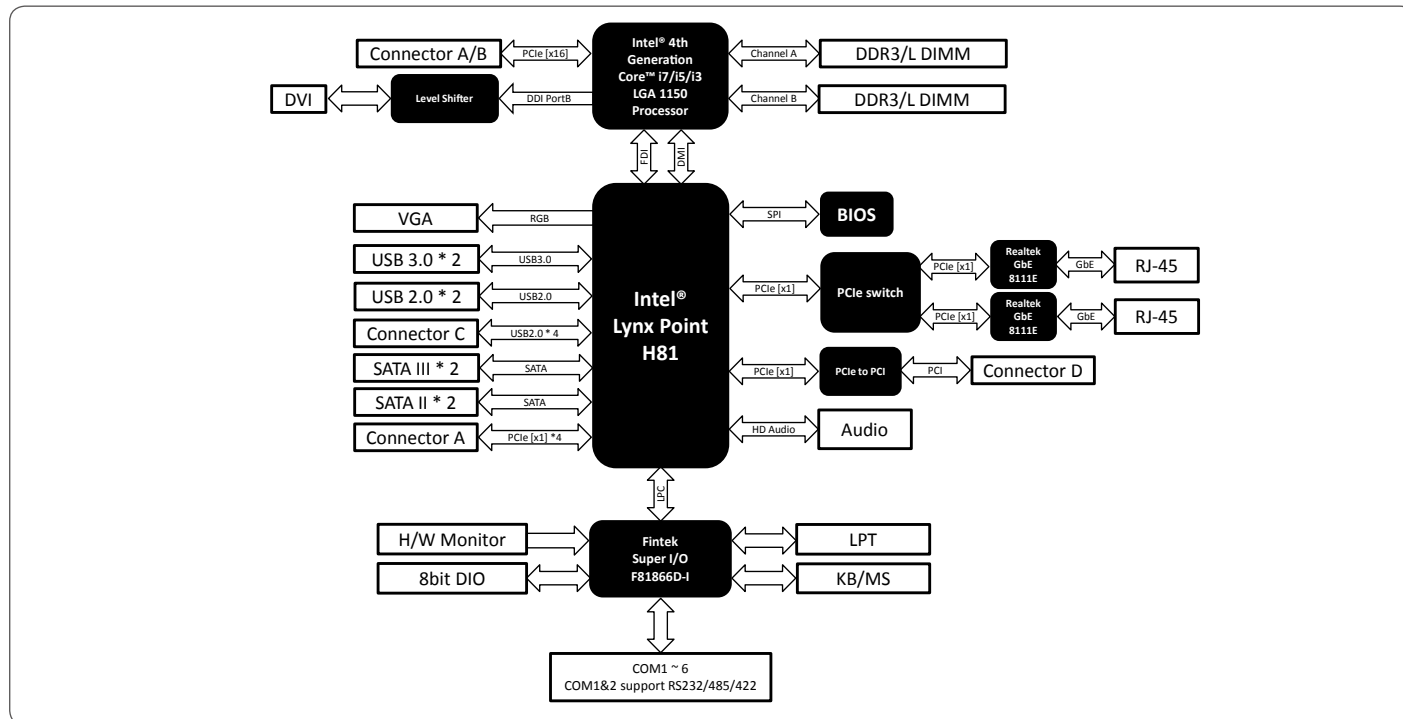 Connector A/B
PCIe [x16]
Intel® 4th
Generation
Core™ i7/i5/i3
LGA 1150
Processor
Channel A
DDR3/L DIMM
DVI
Level Shifter
DDI PortB
Channel B
DDR3/L DIMM
FDI
DMI
VGA
RGB
USB 3.0 * 2
USB3.0
USB 2.0 * 2
USB2.0
Connector C
USB2.0 * 4
SATA III * 2
SATA
SATA II * 2
SATA
Connector A
PCIe [x1] *4
Intel®
Lynx Point
H81
SPI
BIOS
PCIe [x1]
PCIe switch
PCIe [x1]
Realtek
GbE
8111E
GbE
RJ-45
PCIe [x1]
Realtek
GbE
8111E
GbE
RJ-45
PCIe [x1]
PCIe to PCI
PCI
Connector D
HD Audio
Audio
LPC
H/W Monitor
8bit DIO
Fintek
Super I/O
F81866D-I
LPT
KB/MS
COM1 ~ 6
COM1&2 support RS232/485/422